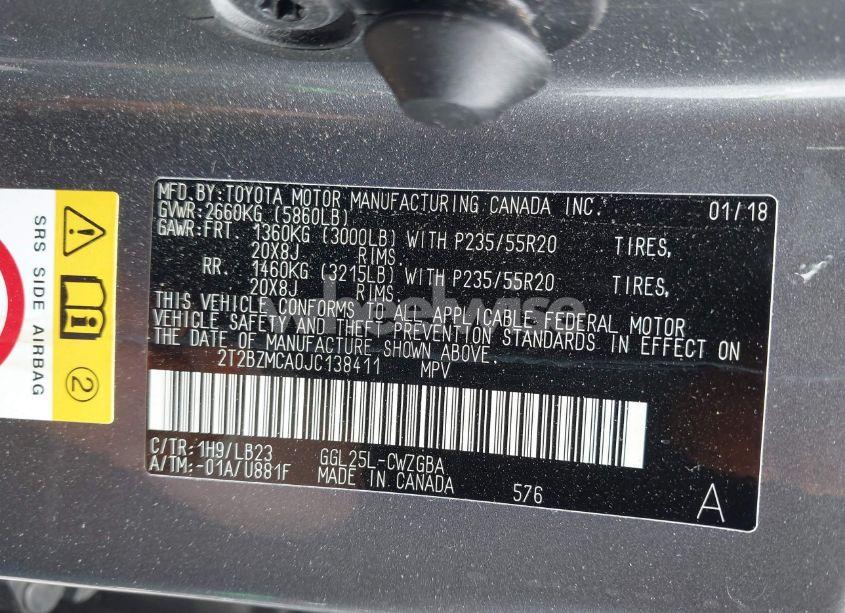 MFD.BY:TOYOTA MOTOR MANUFACTURING CANADA INC. 01/18
GVWR:2660KG (5860LB)
GAWR:FRT. 1360KG (3000LB) WITH P235/55R20 TIRES,
20X8J RIMS.
RR. 1460KG (3215LB) WITH P235/55R20 TIRES,
20X8J RIMS.
THIS VEHICLE CONFORMS TO ALL APPLICABLE FEDERAL MOTOR
VEHICLE SAFETY AND THEFT PREVENTION STANDARDS IN EFFECT ON
THE DATE OF MANUFACTURE SHOWN ABOVE.
2T2BZMCA0JC138411 MPV
C/TR:1H9/LB23 GGL25L-CWZGBA
A/TM:-01A/U881F MADE IN CANADA 576 A
SRS SIDE AIRBAG
2
wheelwise